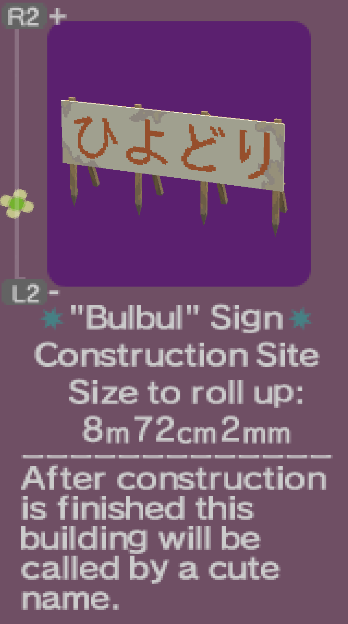 R2 +
ひよどり
L2 -
"Bulbul" Sign
Construction Site
Size to roll up:
8m72cm2mm
After construction
is finished this
building will be
called by a cute
name.